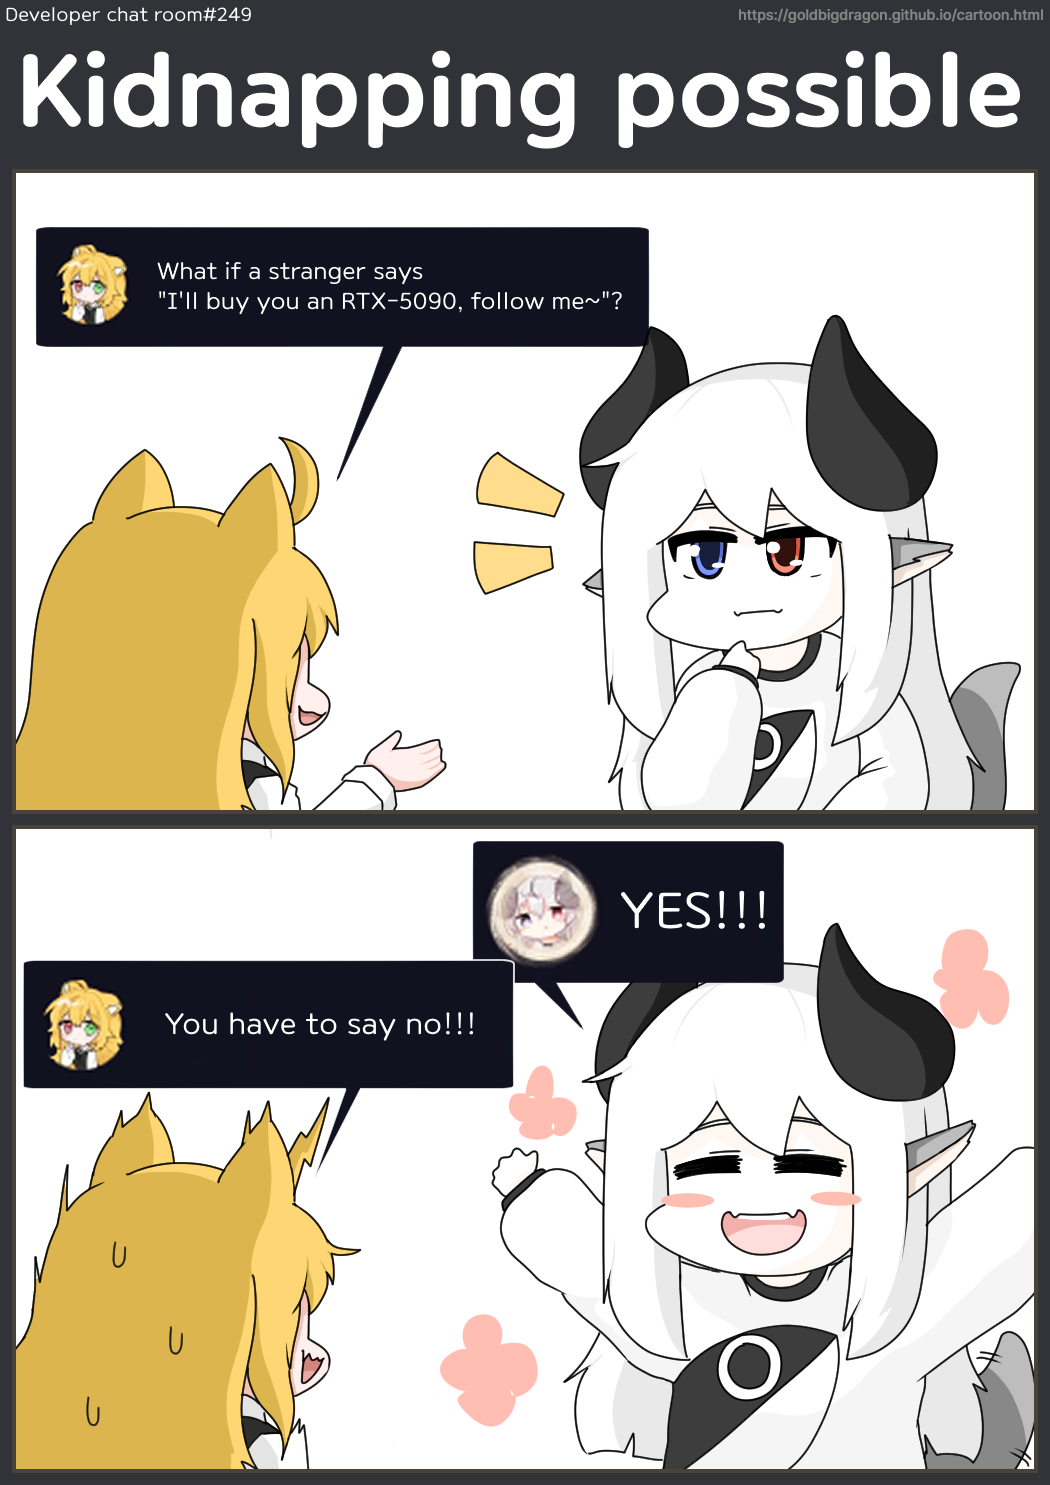 Developer chat room#249
https://goldbigdragon.github.io/cartoon.html
Kidnapping possible
What if a stranger says
"I'll buy you an RTX-5090, follow me~"?
YES!!!
You have to say no!!!